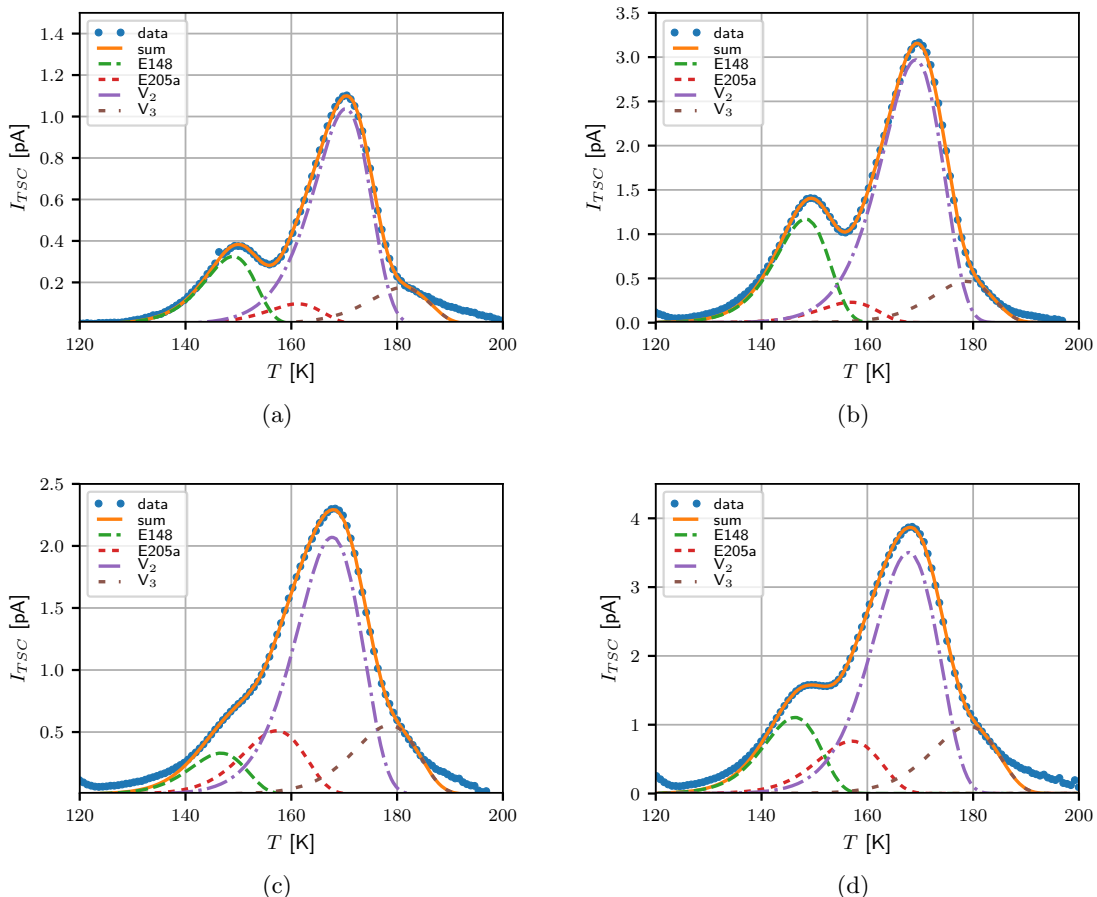 1.4
1.2
1.0
0.8
0.6
0.4
0.2
I_TSC [pA]
data
sum
E148
E205a
V₂
V₃
120 140 160 180 200
T [K]
(a)
3.5
3.0
2.5
2.0
1.5
1.0
0.5
0.0
I_TSC [pA]
data
sum
E148
E205a
V₂
V₃
120 140 160 180 200
T [K]
(b)
2.5
2.0
1.5
1.0
0.5
I_TSC [pA]
data
sum
E148
E205a
V₂
V₃
120 140 160 180 200
T [K]
(c)
4
3
2
1
0
I_TSC [pA]
data
sum
E148
E205a
V₂
V₃
120 140 160 180 200
T [K]
(d)